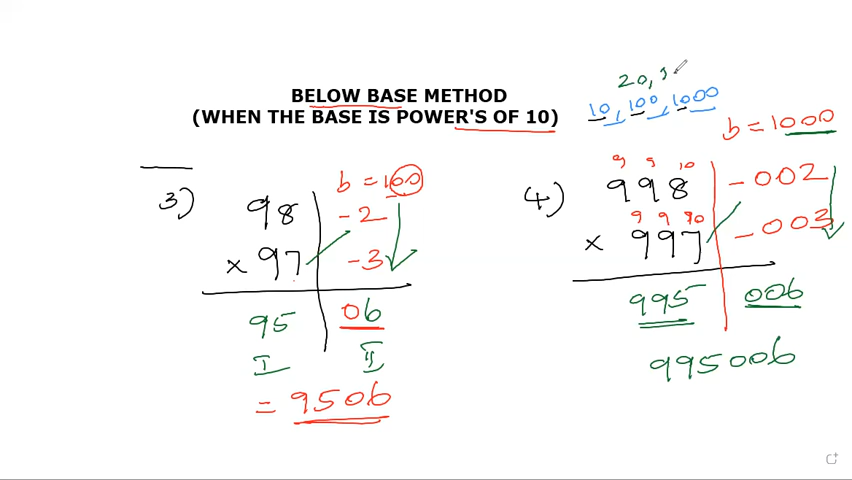 20, 3
BELOW BASE METHOD
10, 100, 1000
(WHEN THE BASE IS POWER'S OF 10)
b = 1000
3)
b = 100
98 | -2
× 97 | -3
95 | 06
I II
= 9506
4)
9 9 10
998 | -002
9 9 10
× 997 | -003
995 | 006
995006